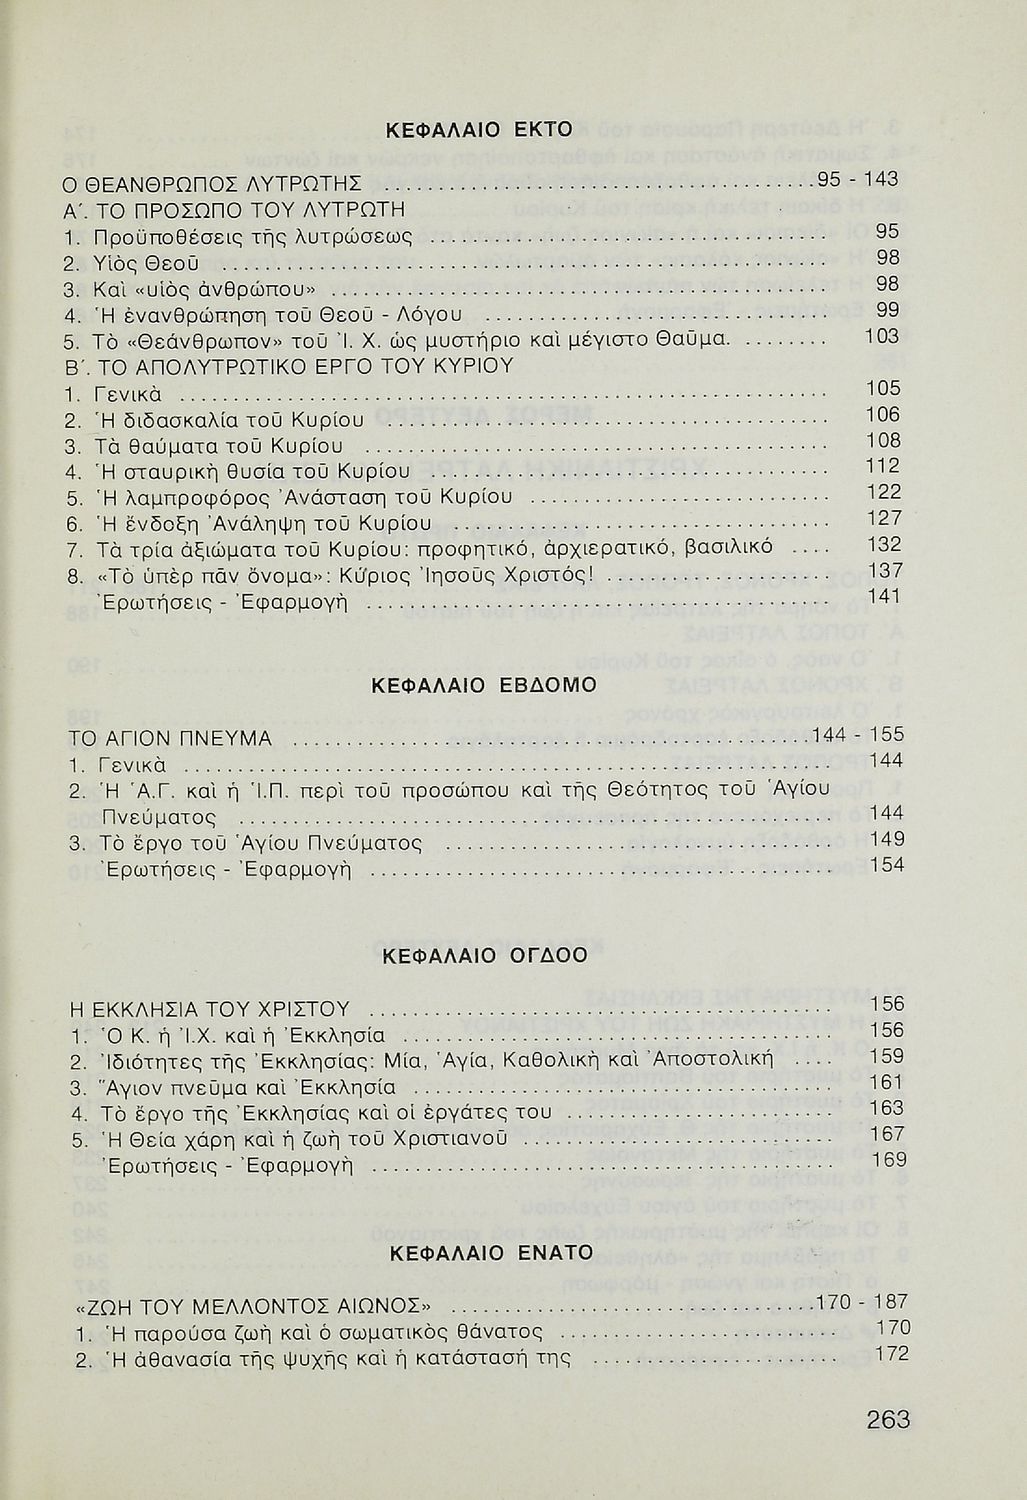 ΚΕΦΑΛΑΙΟ ΕΚΤΟ
Ο ΘΕΑΝΘΡΩΠΟΣ ΛΥΤΡΩΤΗΣ ........................................ 95 - 143
Α΄. ΤΟ ΠΡΟΣΩΠΟ ΤΟΥ ΛΥΤΡΩΤΗ
1. Προϋποθέσεις τῆς λυτρώσεως ........................................ 95
2. Υἱὸς Θεοῦ ........................................ 98
3. Καὶ «υἱὸς ἀνθρώπου» ........................................ 98
4. Ἡ ἐνανθρώπηση τοῦ Θεοῦ - Λόγου ........................................ 99
5. Τὸ «Θεάνθρωπον» τοῦ Ἰ. Χ. ὡς μυστήριο καὶ μέγιστο Θαῦμα. ......... 103
Β΄. ΤΟ ΑΠΟΛΥΤΡΩΤΙΚΟ ΕΡΓΟ ΤΟΥ ΚΥΡΙΟΥ
1. Γενικὰ ........................................ 105
2. Ἡ διδασκαλία τοῦ Κυρίου ........................................ 106
3. Τὰ θαύματα τοῦ Κυρίου ........................................ 108
4. Ἡ σταυρικὴ θυσία τοῦ Κυρίου ........................................ 112
5. Ἡ λαμπροφόρος Ἀνάσταση τοῦ Κυρίου ........................................ 122
6. Ἡ ἔνδοξη Ἀνάληψη τοῦ Κυρίου ........................................ 127
7. Τὰ τρία ἀξιώματα τοῦ Κυρίου: προφητικό, ἀρχιερατικό, βασιλικό .... 132
8. «Τὸ ὑπὲρ πᾶν ὄνομα»: Κύριος Ἰησοῦς Χριστός! ........................ 137
Ἐρωτήσεις - Ἐφαρμογὴ ........................................ 141
ΚΕΦΑΛΑΙΟ ΕΒΔΟΜΟ
ΤΟ ΑΓΙΟΝ ΠΝΕΥΜΑ ........................................ 144 - 155
1. Γενικὰ ........................................ 144
2. Ἡ Ἁ.Γ. καὶ ἡ Ἱ.Π. περὶ τοῦ προσώπου καὶ τῆς Θεότητος τοῦ Ἁγίου
Πνεύματος ........................................ 144
3. Τὸ ἔργο τοῦ Ἁγίου Πνεύματος ........................................ 149
Ἐρωτήσεις - Ἐφαρμογὴ ........................................ 154
ΚΕΦΑΛΑΙΟ ΟΓΔΟΟ
Η ΕΚΚΛΗΣΙΑ ΤΟΥ ΧΡΙΣΤΟΥ ........................................ 156
1. Ὁ Κ. ἡ Ἰ.Χ. καὶ ἡ Ἐκκλησία ........................................ 156
2. Ἰδιότητες τῆς Ἐκκλησίας: Μία, Ἁγία, Καθολικὴ καὶ Ἀποστολικὴ .... 159
3. Ἅγιον πνεῦμα καὶ Ἐκκλησία ........................................ 161
4. Τὸ ἔργο τῆς Ἐκκλησίας καὶ οἱ ἐργάτες του ........................ 163
5. Ἡ Θεία χάρη καὶ ἡ ζωὴ τοῦ Χριστιανοῦ ........................ 167
Ἐρωτήσεις - Ἐφαρμογὴ ........................................ 169
ΚΕΦΑΛΑΙΟ ΕΝΑΤΟ
«ΖΩΗ ΤΟΥ ΜΕΛΛΟΝΤΟΣ ΑΙΩΝΟΣ» ........................................ 170 - 187
1. Ἡ παροῦσα ζωὴ καὶ ὁ σωματικὸς θάνατος ........................ 170
2. Ἡ ἀθανασία τῆς ψυχῆς καὶ ἡ κατάστασή της ........................ 172
263